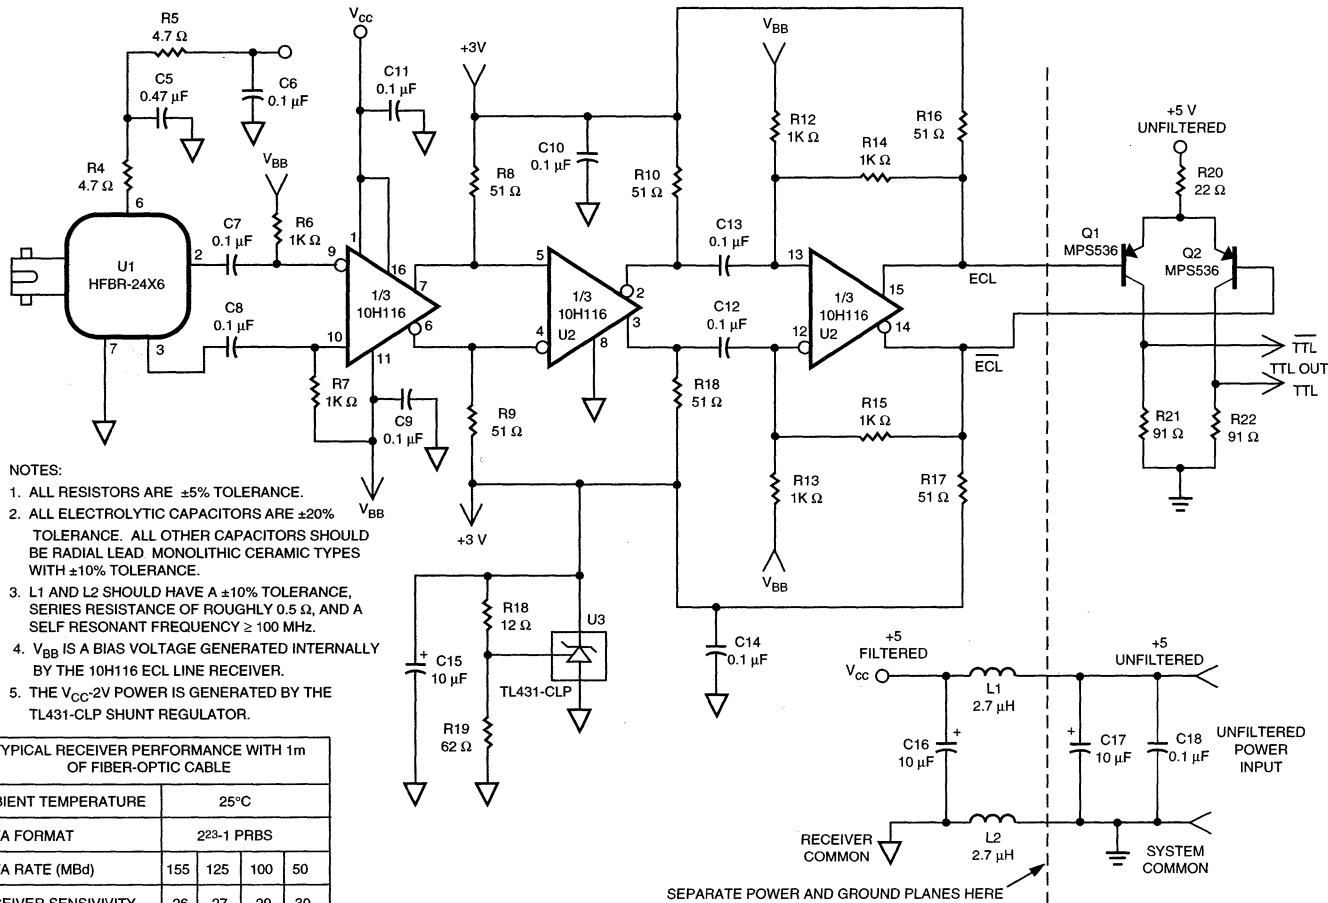 R5
4.7 Ω
C5
0.47 µF
C6
0.1 µF
R4
4.7 Ω
6
U1
HFBR-24X6
2
7
3
V_BB
C7
0.1 µF
R6
1K Ω
C8
0.1 µF
R7
1K Ω
V_CC
C11
0.1 µF
1
9
16
1/3
10H116
7
6
10
11
C9
0.1 µF
V_BB
+3V
R8
51 Ω
C10
0.1 µF
R10
51 Ω
5
1/3
10H116
U2
4
2
3
8
R9
51 Ω
+3 V
C13
0.1 µF
C12
0.1 µF
R18
51 Ω
V_BB
R12
1K Ω
R14
1K Ω
R16
51 Ω
13
1/3
10H116
U2
12
15
14
ECL
ECL
R15
1K Ω
R13
1K Ω
R17
51 Ω
V_BB
+5 V
UNFILTERED
R20
22 Ω
Q1
MPS536
Q2
MPS536
TTL
TTL OUT
TTL
R21
91 Ω
R22
91 Ω
R18
12 Ω
U3
C15
+
10 µF
TL431-CLP
R19
62 Ω
C14
0.1 µF
+5
FILTERED
V_CC
L1
2.7 µH
+5
UNFILTERED
C16
+
10 µF
+
C17
10 µF
C18
0.1 µF
UNFILTERED
POWER
INPUT
RECEIVER
COMMON
L2
2.7 µH
SYSTEM
COMMON
SEPARATE POWER AND GROUND PLANES HERE
NOTES:
1. ALL RESISTORS ARE ±5% TOLERANCE.
2. ALL ELECTROLYTIC CAPACITORS ARE ±20%
TOLERANCE. ALL OTHER CAPACITORS SHOULD
BE RADIAL LEAD MONOLITHIC CERAMIC TYPES
WITH ±10% TOLERANCE.
3. L1 AND L2 SHOULD HAVE A ±10% TOLERANCE,
SERIES RESISTANCE OF ROUGHLY 0.5 Ω, AND A
SELF RESONANT FREQUENCY ≥ 100 MHz.
4. V_BB IS A BIAS VOLTAGE GENERATED INTERNALLY
BY THE 10H116 ECL LINE RECEIVER.
5. THE V_CC-2V POWER IS GENERATED BY THE
TL431-CLP SHUNT REGULATOR.
TYPICAL RECEIVER PERFORMANCE WITH 1m
OF FIBER-OPTIC CABLE
BIENT TEMPERATURE 25°C
A FORMAT 2²³-1 PRBS
A RATE (MBd) 155 125 100 50